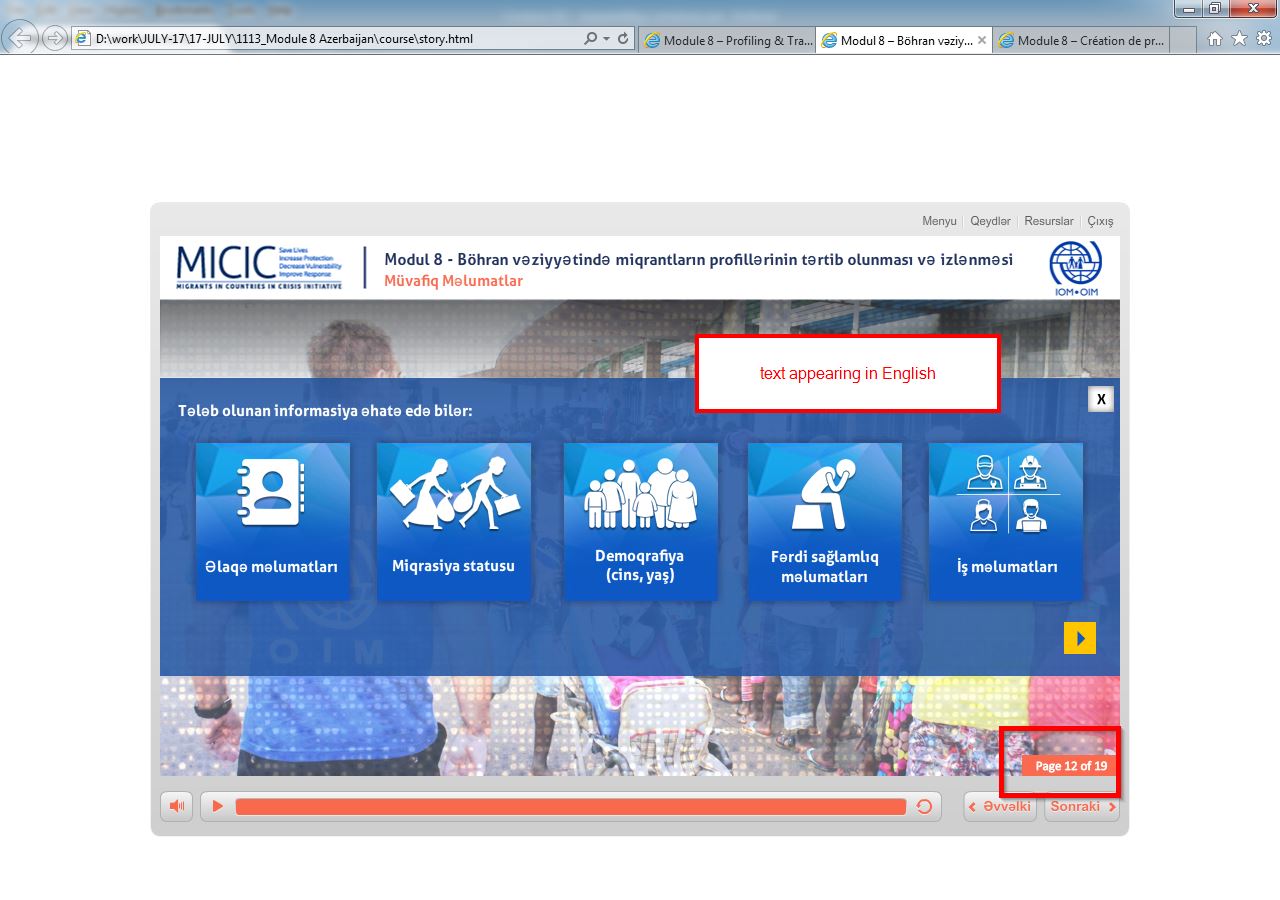 D:\work\JULY-17\17-JULY\1113_Module 8 Azerbaijan\course\story.html
Module 8 – Profiling & Tra...
Modul 8 – Böhran vəziy...
Module 8 – Création de pr...
Menyu
Qeydlər
Resurslar
Çıxış
MICIC
Save Lives
Increase Protection
Decrease Vulnerability
Improve Response
MIGRANTS IN COUNTRIES IN CRISIS INITIATIVE
Modul 8 - Böhran vəziyyətində miqrantların profillərinin tərtib olunması və izlənməsi
Müvafiq Məlumatlar
IOM•OIM
text appearing in English
X
Tələb olunan informasiya əhatə edə bilər:
Əlaqə məlumatları
Miqrasiya statusu
Demoqrafiya
(cins, yaş)
Fərdi sağlamlıq
məlumatları
İş məlumatları
OIM
Page 12 of 19
Əvvəlki
Sonraki